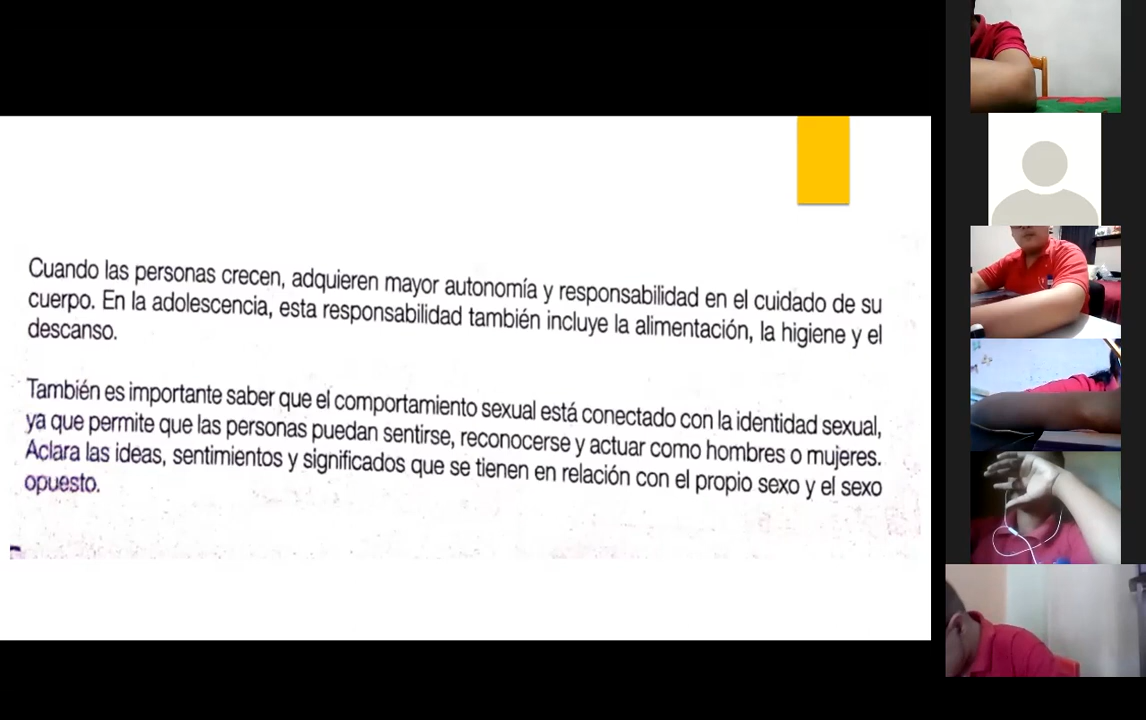 Cuando las personas crecen, adquieren mayor autonomía y responsabilidad en el cuidado de su
cuerpo. En la adolescencia, esta responsabilidad también incluye la alimentación, la higiene y el
descanso.
También es importante saber que el comportamiento sexual está conectado con la identidad sexual,
ya que permite que las personas puedan sentirse, reconocerse y actuar como hombres o mujeres.
Aclara las ideas, sentimientos y significados que se tienen en relación con el propio sexo y el sexo
opuesto.